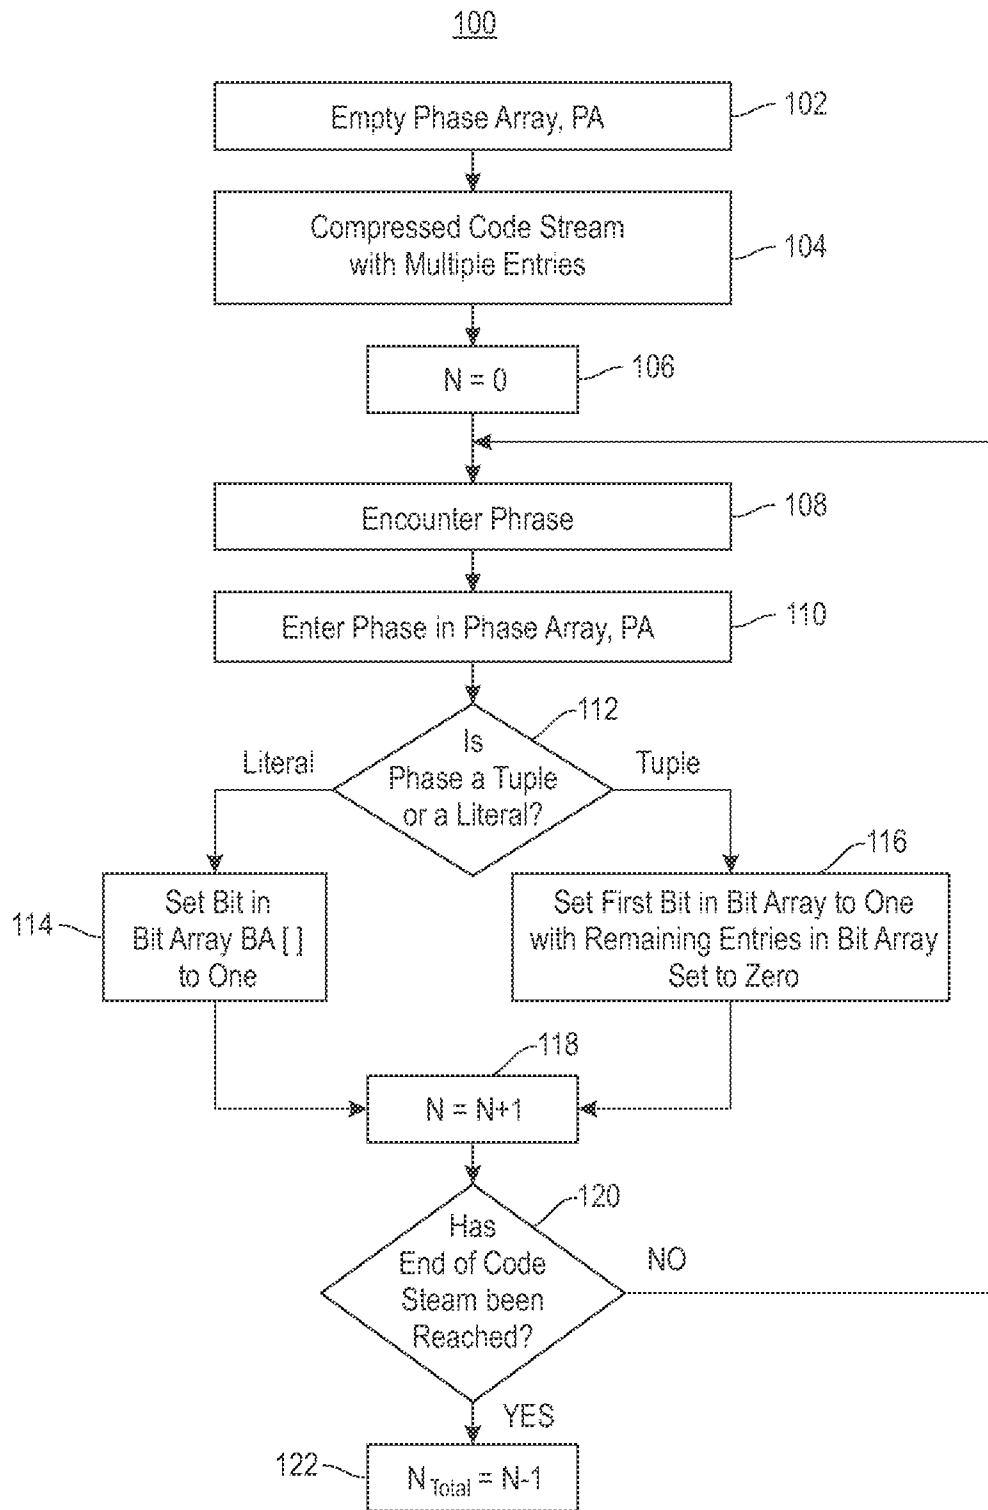 100
Empty Phase Array, PA
102
Compressed Code Stream
with Multiple Entries
104
N = 0
106
Encounter Phrase
108
Enter Phase in Phase Array, PA
110
112
Is
Phase a Tuple
or a Literal?
Literal
Tuple
114
Set Bit in
Bit Array BA [ ]
to One
116
Set First Bit in Bit Array to One
with Remaining Entries in Bit Array
Set to Zero
118
N = N+1
120
Has
End of Code
Steam been
Reached?
NO
YES
122
N Total = N-1